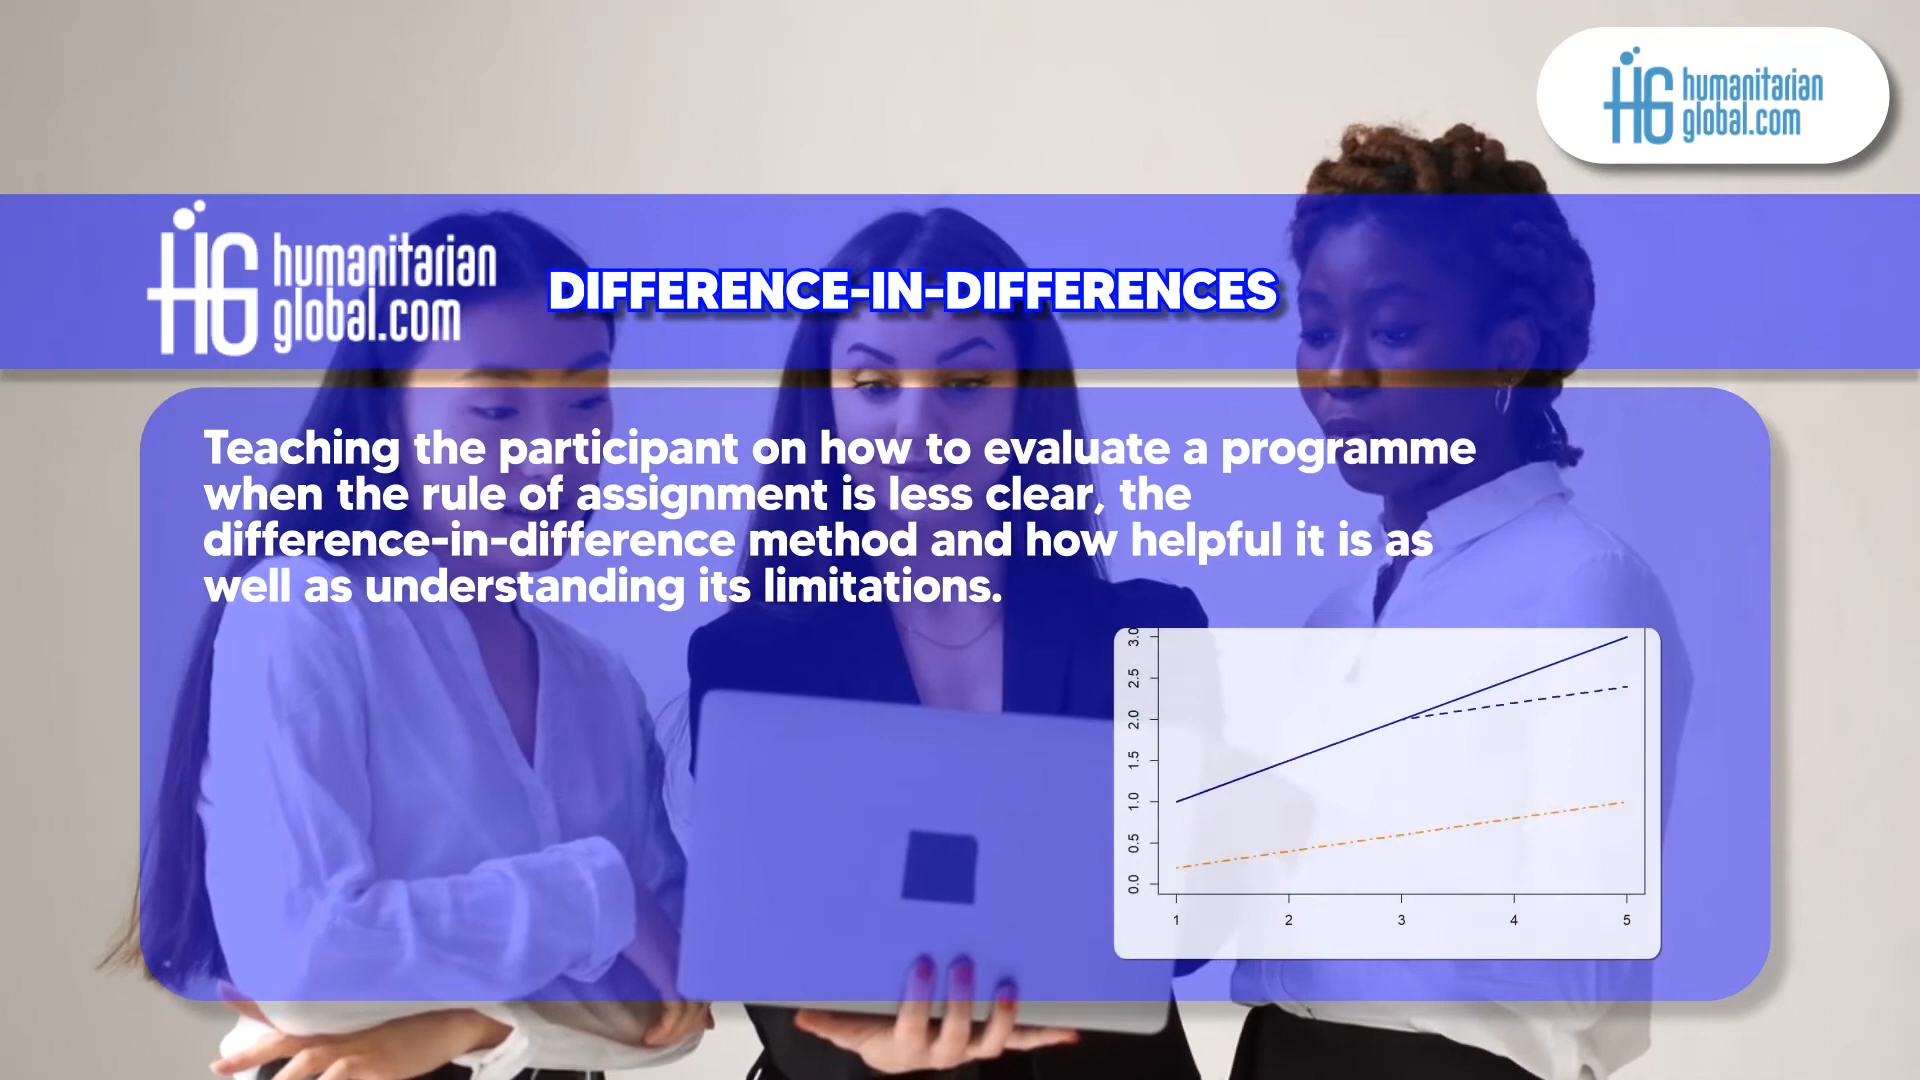 humanitarian
global.com
humanitarian
global.com
DIFFERENCE-IN-DIFFERENCES
Teaching the participant on how to evaluate a programme
when the rule of assignment is less clear, the
difference-in-difference method and how helpful it is as
well as understanding its limitations.
3.0
2.5
2.0
1.5
1.0
0.5
0.0
1 2 3 4 5